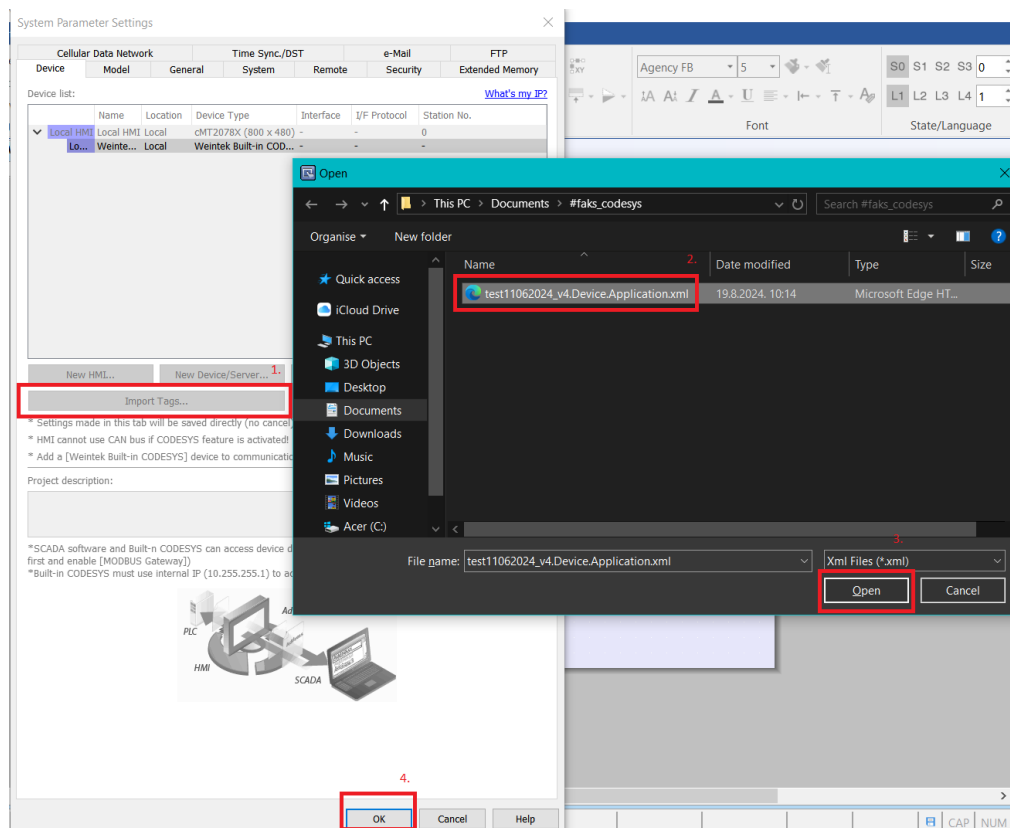 System Parameter Settings
Cellular Data Network Time Sync./DST e-Mail FTP
Device Model General System Remote Security Extended Memory
Device list: What's my IP?
Name Location Device Type Interface I/F Protocol Station No.
Local HMI Local HMI Local cMT2078X (800 x 480) - - 0
Lo... Weinte... Local Weintek Built-in COD... - - -
New HMI... New Device/Server... 1.
Import Tags...
* Settings made in this tab will be saved directly (no cancel
* HMI cannot use CAN bus if CODESYS feature is activated!
* Add a [Weintek Built-in CODESYS] device to communicatio
Project description:
*SCADA software and Built-n CODESYS can access device d
first and enable [MODBUS Gateway])
*Built-in CODESYS must use internal IP (10.255.255.1) to ac
PLC
HMI
SCADA
Ad
4.
OK Cancel Help
Agency FB 5
S0 S1 S2 S3 0
L1 L2 L3 L4 1
Font State/Language
Open
This PC > Documents > #faks_codesys
Search #faks_codesys
Organise New folder
Quick access
iCloud Drive
This PC
3D Objects
Desktop
Documents
Downloads
Music
Pictures
Videos
Acer (C:)
Name 2. Date modified Type Size
test11062024_v4.Device.Application.xml 19.8.2024. 10:14 Microsoft Edge HT...
3.
File name: test11062024_v4.Device.Application.xml Xml Files (*.xml)
Open Cancel
CAP NUM